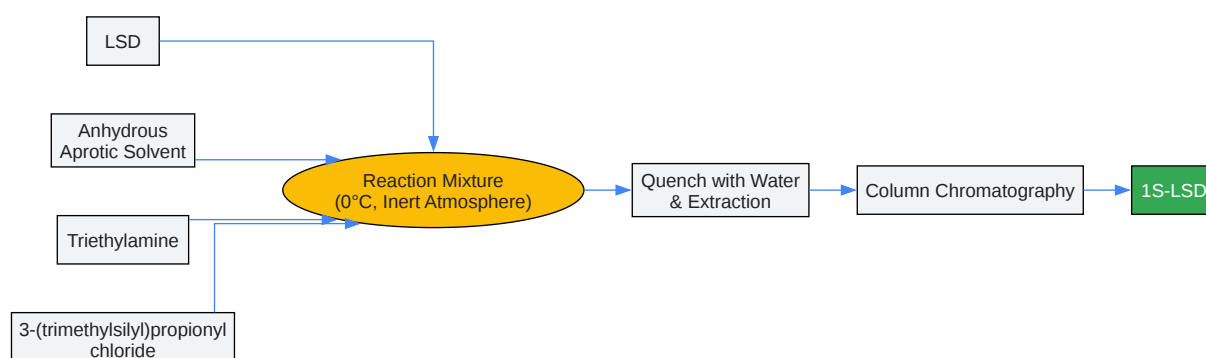 LSD
Anhydrous
Aprotic Solvent
Triethylamine
3-(trimethylsilyl)propionyl
chloride
Reaction Mixture
(0°C, Inert Atmosphere)
Quench with Water
& Extraction
Column Chromatography
1S-LSD